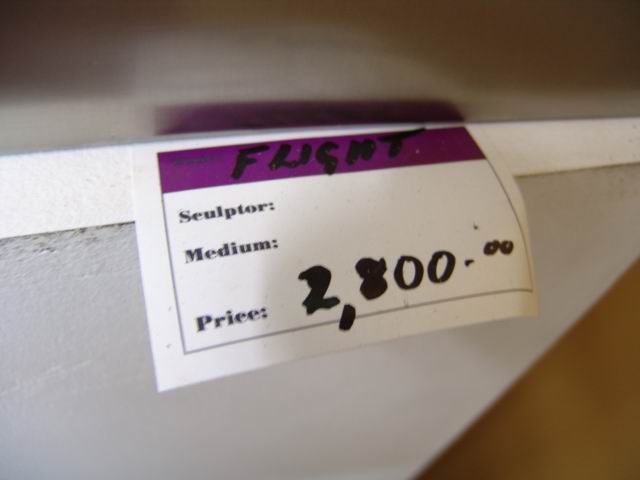 FLIGHT
Sculptor:
Medium:
Price: 2,800.00